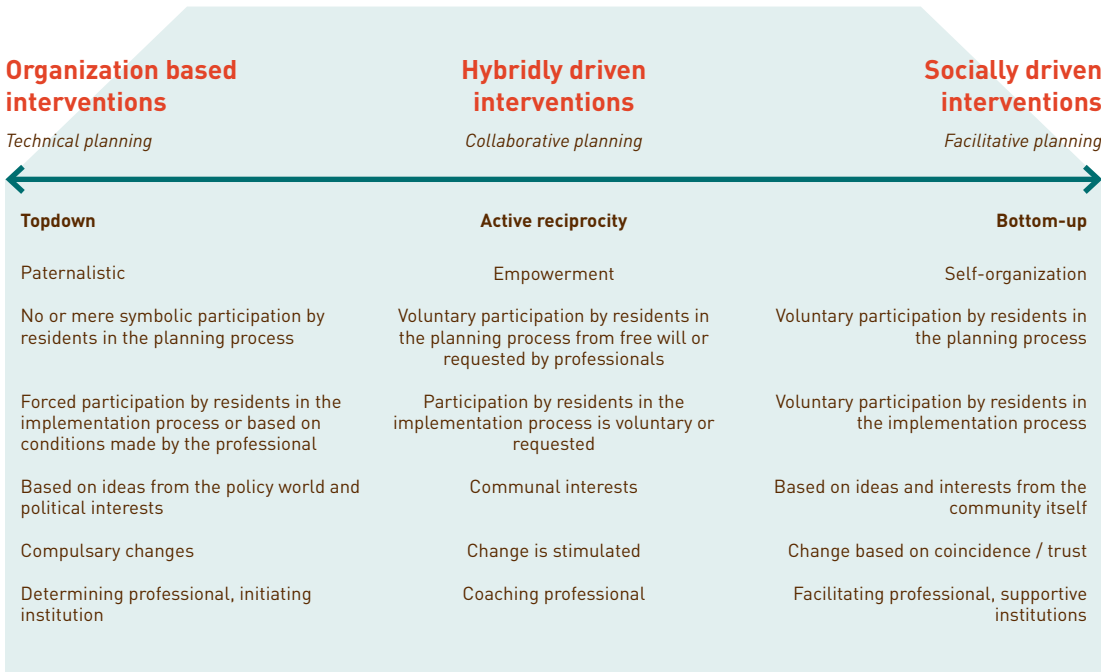 Organization based
interventions
Technical planning
Hybridly driven
interventions
Collaborative planning
Socially driven
interventions
Facilitative planning
Topdown
Active reciprocity
Bottom-up
Paternalistic
Empowerment
Self-organization
No or mere symbolic participation by
residents in the planning process
Voluntary participation by residents in
the planning process from free will or
requested by professionals
Voluntary participation by residents in
the planning process
Forced participation by residents in the
implementation process or based on
conditions made by the professional
Participation by residents in the
implementation process is voluntary or
requested
Voluntary participation by residents in
the implementation process
Based on ideas from the policy world and
political interests
Communal interests
Based on ideas and interests from the
community itself
Compulsary changes
Change is stimulated
Change based on coincidence / trust
Determining professional, initiating
institution
Coaching professional
Facilitating professional, supportive
institutions